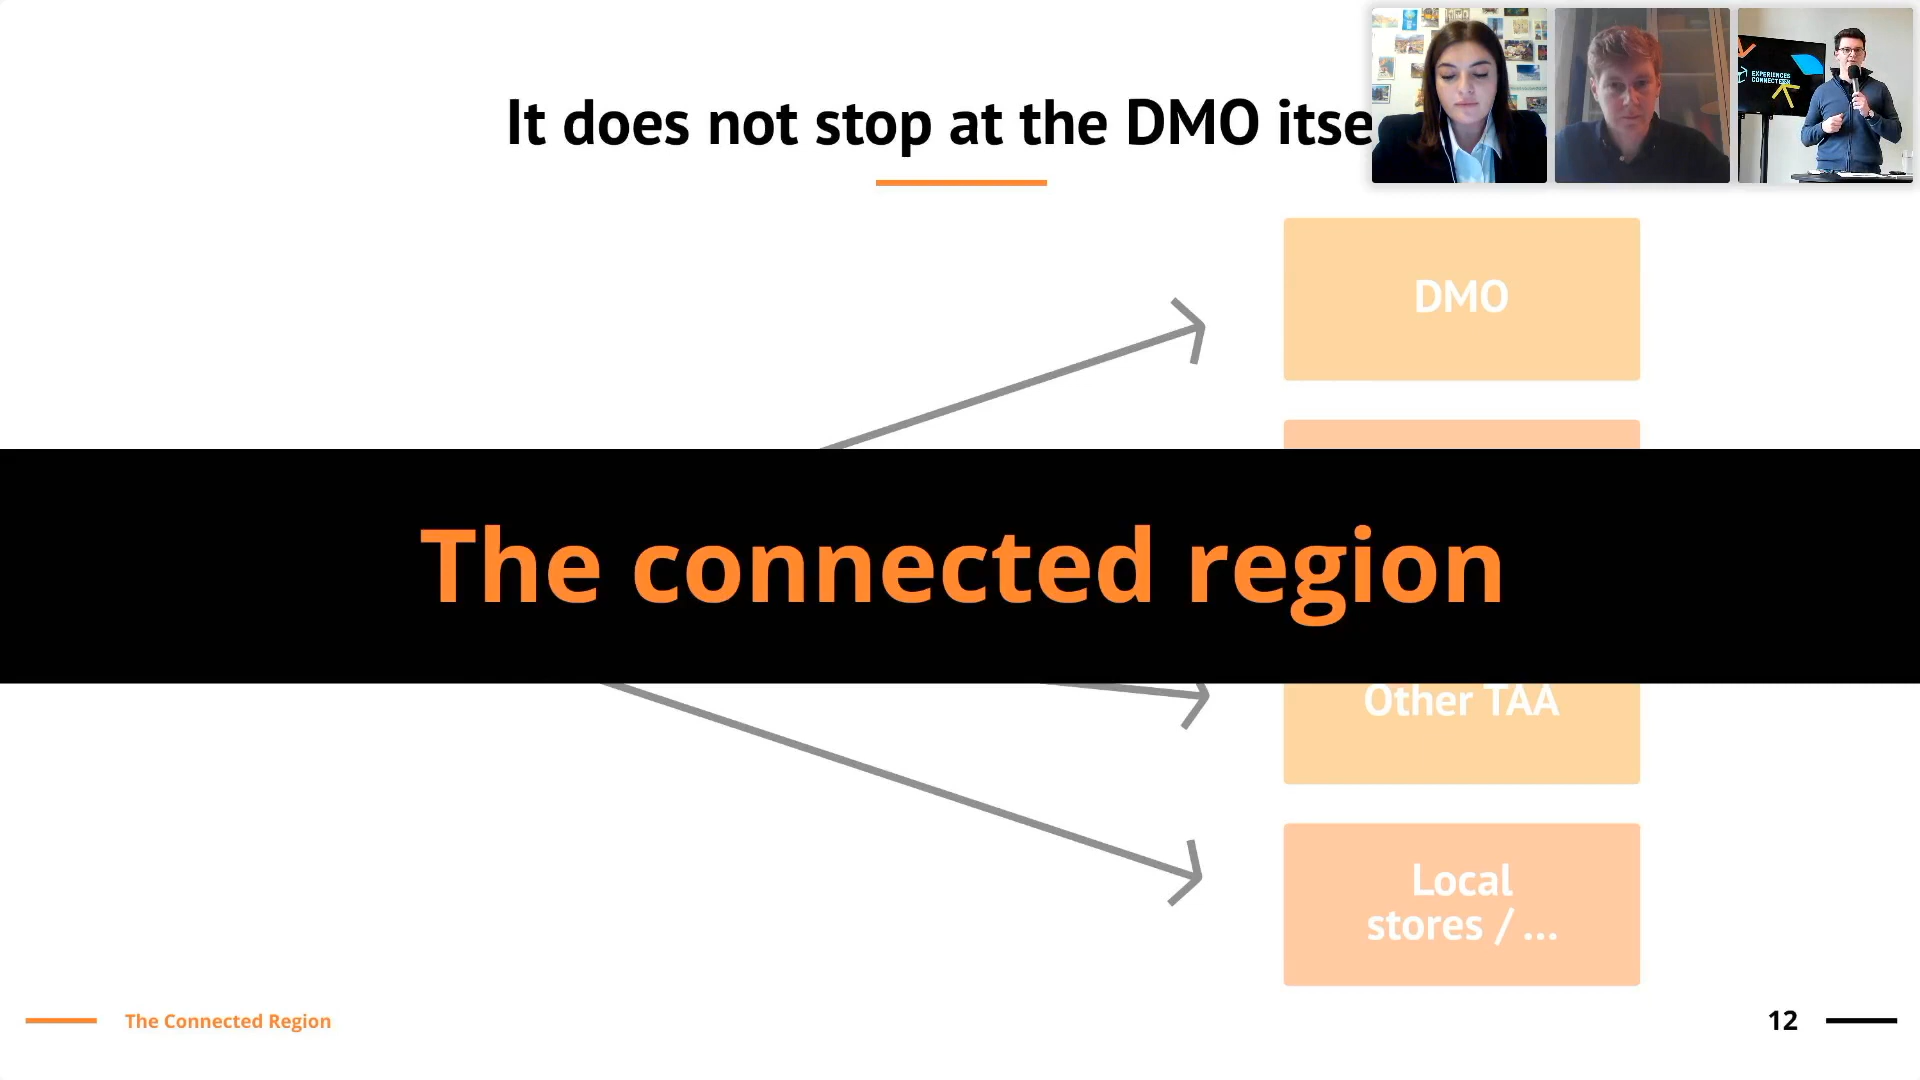 It does not stop at the DMO itse
EXPERIENCES
DMO
The connected region
Other TAA
Local
stores / ...
The Connected Region
12